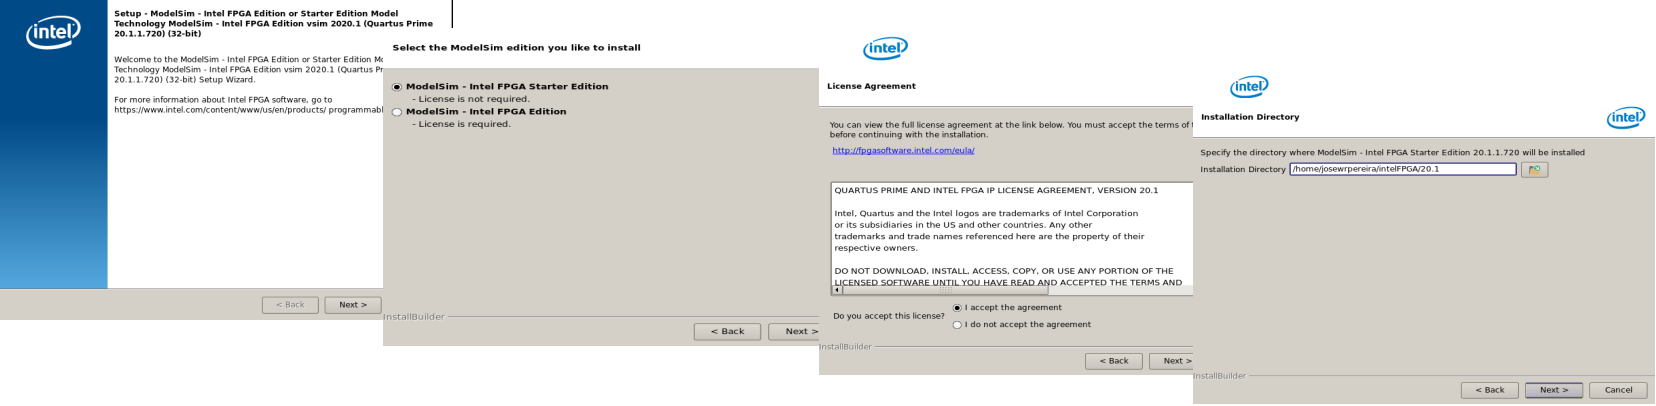 intel
Setup - ModelSim - Intel FPGA Edition or Starter Edition Model
Technology ModelSim - Intel FPGA Edition vsim 2020.1 (Quartus Prime
20.1.1.720) (32-bit)
Welcome to the ModelSim - Intel FPGA Edition or Starter Edition
Technology ModelSim - Intel FPGA Edition vsim 2020.1 (Quartus
20.1.1.720) (32-bit) Setup Wizard.
For more information about Intel FPGA software, go to
https://www.intel.com/content/www/us/en/products/
< Back
Next >
Select the ModelSim edition you like to install
ModelSim - Intel FPGA Starter Edition
- License is not required.
ModelSim - Intel FPGA Edition
- License is required.
InstallBuilder
< Back
Next >
intel
License Agreement
You can view the full license agreement at the link below. You must accept the terms of
before continuing with the installation.
http://fpgasoftware.intel.com/eula/
QUARTUS PRIME AND INTEL FPGA IP LICENSE AGREEMENT, VERSION 20.1
Intel, Quartus and the Intel logos are trademarks of Intel Corporation
or its subsidiaries in the US and other countries. Any other
trademarks and trade names referenced here are the property of their
respective owners.
DO NOT DOWNLOAD, INSTALL, ACCESS, COPY, OR USE ANY PORTION OF THE
LICENSED SOFTWARE UNTIL YOU HAVE READ AND ACCEPTED THE TERMS AND
Do you accept this license?
I accept the agreement
I do not accept the agreement
InstallBuilder
< Back
Next >
intel
Installation Directory
intel
Specify the directory where ModelSim - Intel FPGA Starter Edition 20.1.1.720 will be installed
Installation Directory /home/josewrpereira/intelFPGA/20.1
InstallBuilder
< Back
Next >
Cancel